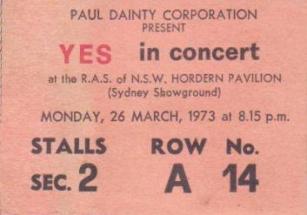 PAUL DAINTY CORPORATION
PRESENT
YES in concert
at the R.A.S. of N.S.W. HORDERN PAVILION
(Sydney Showground)
MONDAY, 26 MARCH, 1973 at 8.15 p.m.
STALLS ROW No.
SEC. 2 A 14